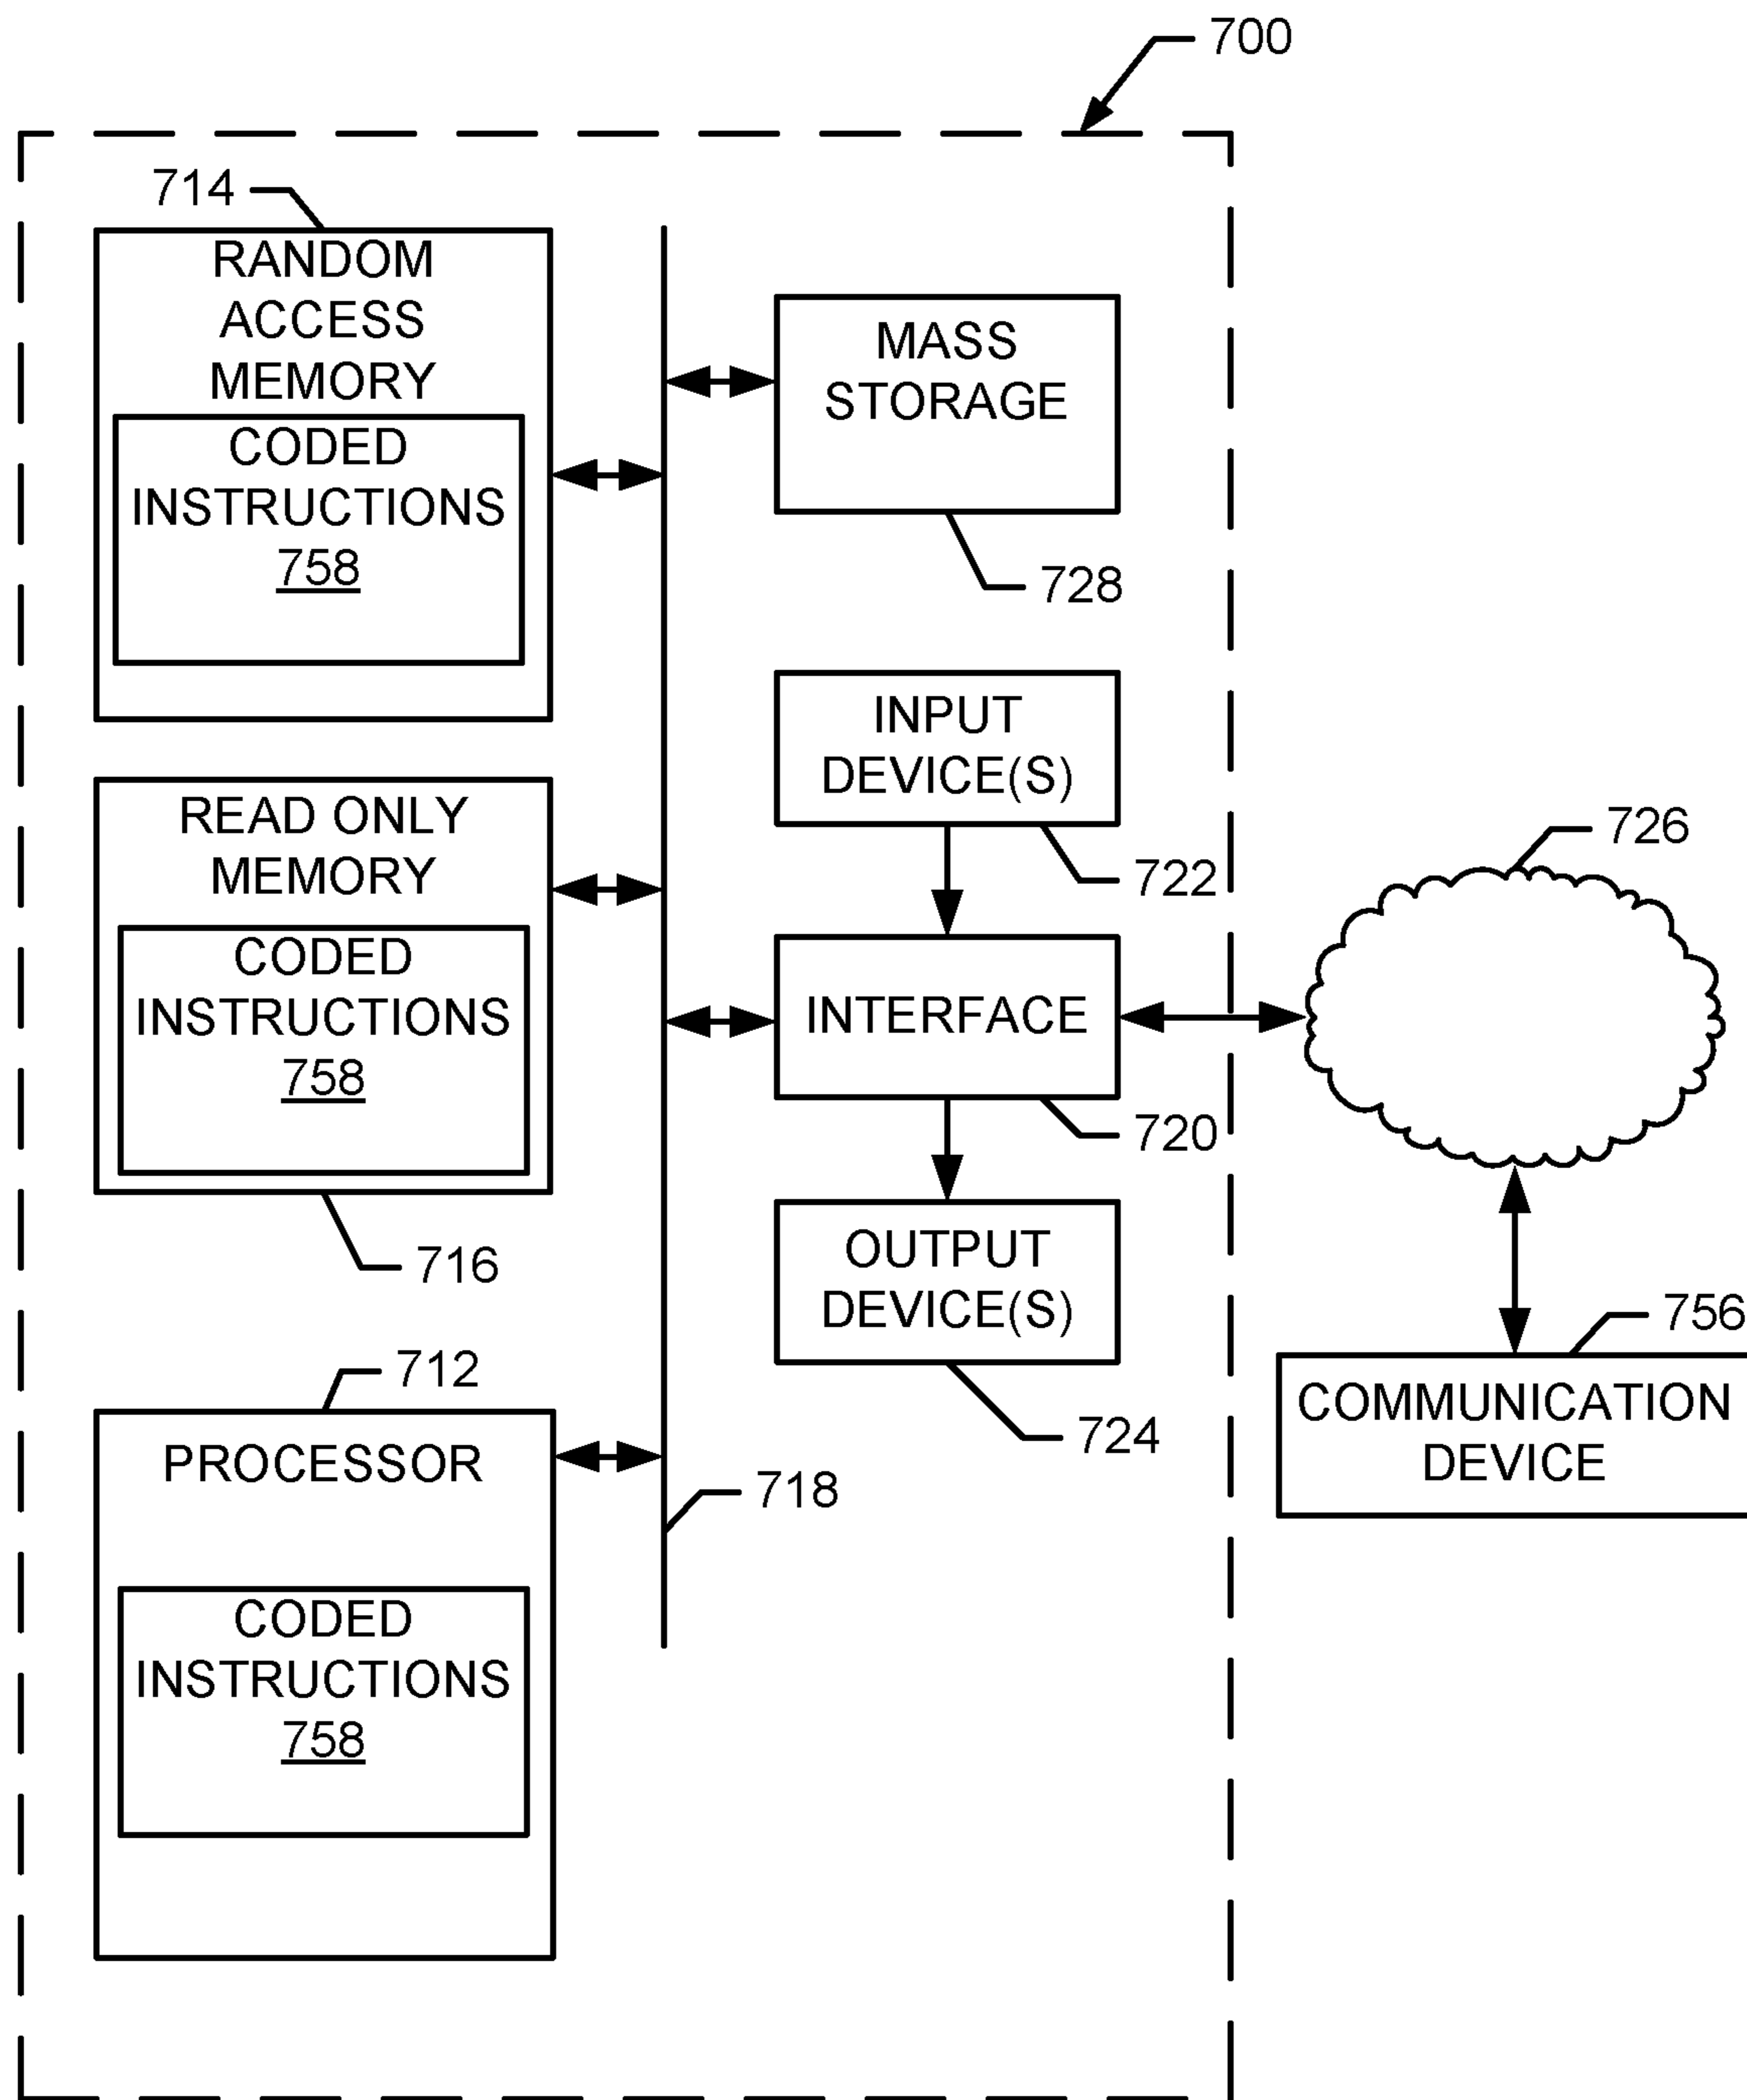 700
714
RANDOM
ACCESS
MEMORY
CODED
INSTRUCTIONS
758
MASS
STORAGE
728
INPUT
DEVICE(S)
722
READ ONLY
MEMORY
CODED
INSTRUCTIONS
758
716
INTERFACE
720
726
OUTPUT
DEVICE(S)
724
756
COMMUNICATION
DEVICE
712
PROCESSOR
718
CODED
INSTRUCTIONS
758